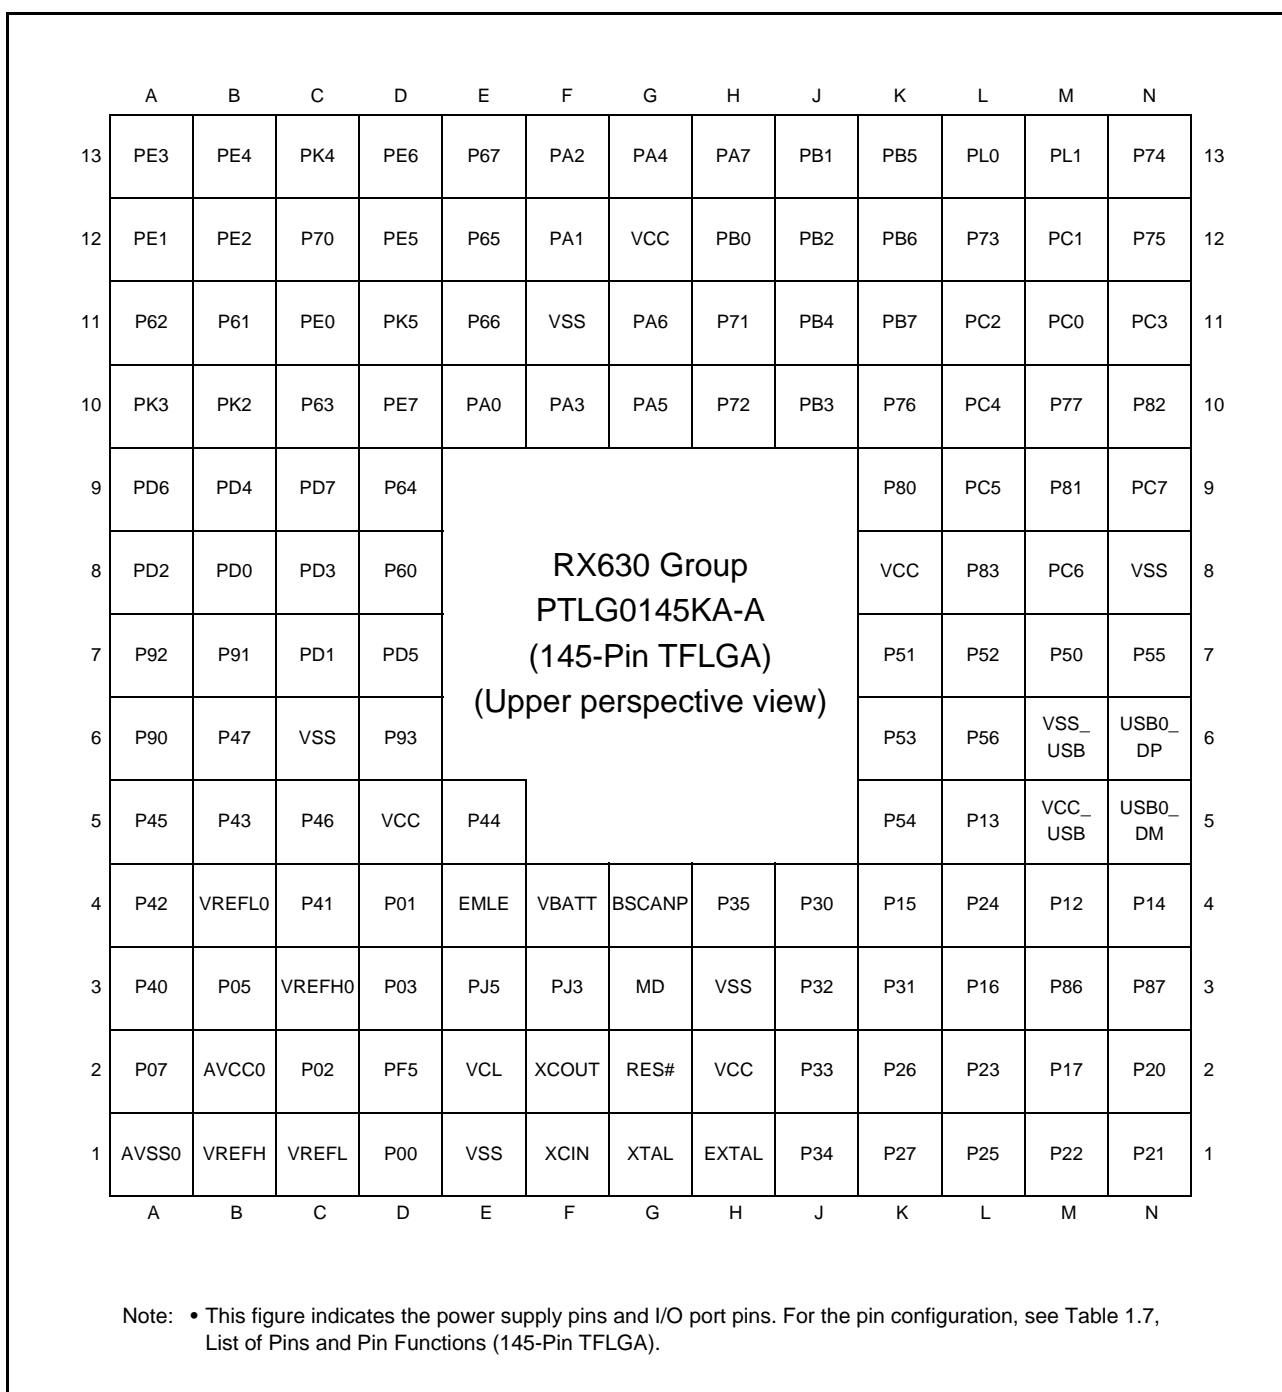 A B C D E F G H J K L M N
13 PE3 PE4 PK4 PE6 P67 PA2 PA4 PA7 PB1 PB5 PL0 PL1 P74 13
12 PE1 PE2 P70 PE5 P65 PA1 VCC PB0 PB2 PB6 P73 PC1 P75 12
11 P62 P61 PE0 PK5 P66 VSS PA6 P71 PB4 PB7 PC2 PC0 PC3 11
10 PK3 PK2 P63 PE7 PA0 PA3 PA5 P72 PB3 P76 PC4 P77 P82 10
9 PD6 PD4 PD7 P64 P80 PC5 P81 PC7 9
8 PD2 PD0 PD3 P60 VCC P83 PC6 VSS 8
7 P92 P91 PD1 PD5 P51 P52 P50 P55 7
6 P90 P47 VSS P93 P53 P56 VSS_USB USB0_DP 6
5 P45 P43 P46 VCC P44 P54 P13 VCC_USB USB0_DM 5
RX630 Group
PTLG0145KA-A
(145-Pin TFLGA)
(Upper perspective view)
4 P42 VREFL0 P41 P01 EMLE VBATT BSCANP P35 P30 P15 P24 P12 P14 4
3 P40 P05 VREFH0 P03 PJ5 PJ3 MD VSS P32 P31 P16 P86 P87 3
2 P07 AVCC0 P02 PF5 VCL XCOUT RES# VCC P33 P26 P23 P17 P20 2
1 AVSS0 VREFH VREFL P00 VSS XCIN XTAL EXTAL P34 P27 P25 P22 P21 1
A B C D E F G H J K L M N
Note: • This figure indicates the power supply pins and I/O port pins. For the pin configuration, see Table 1.7,
List of Pins and Pin Functions (145-Pin TFLGA).